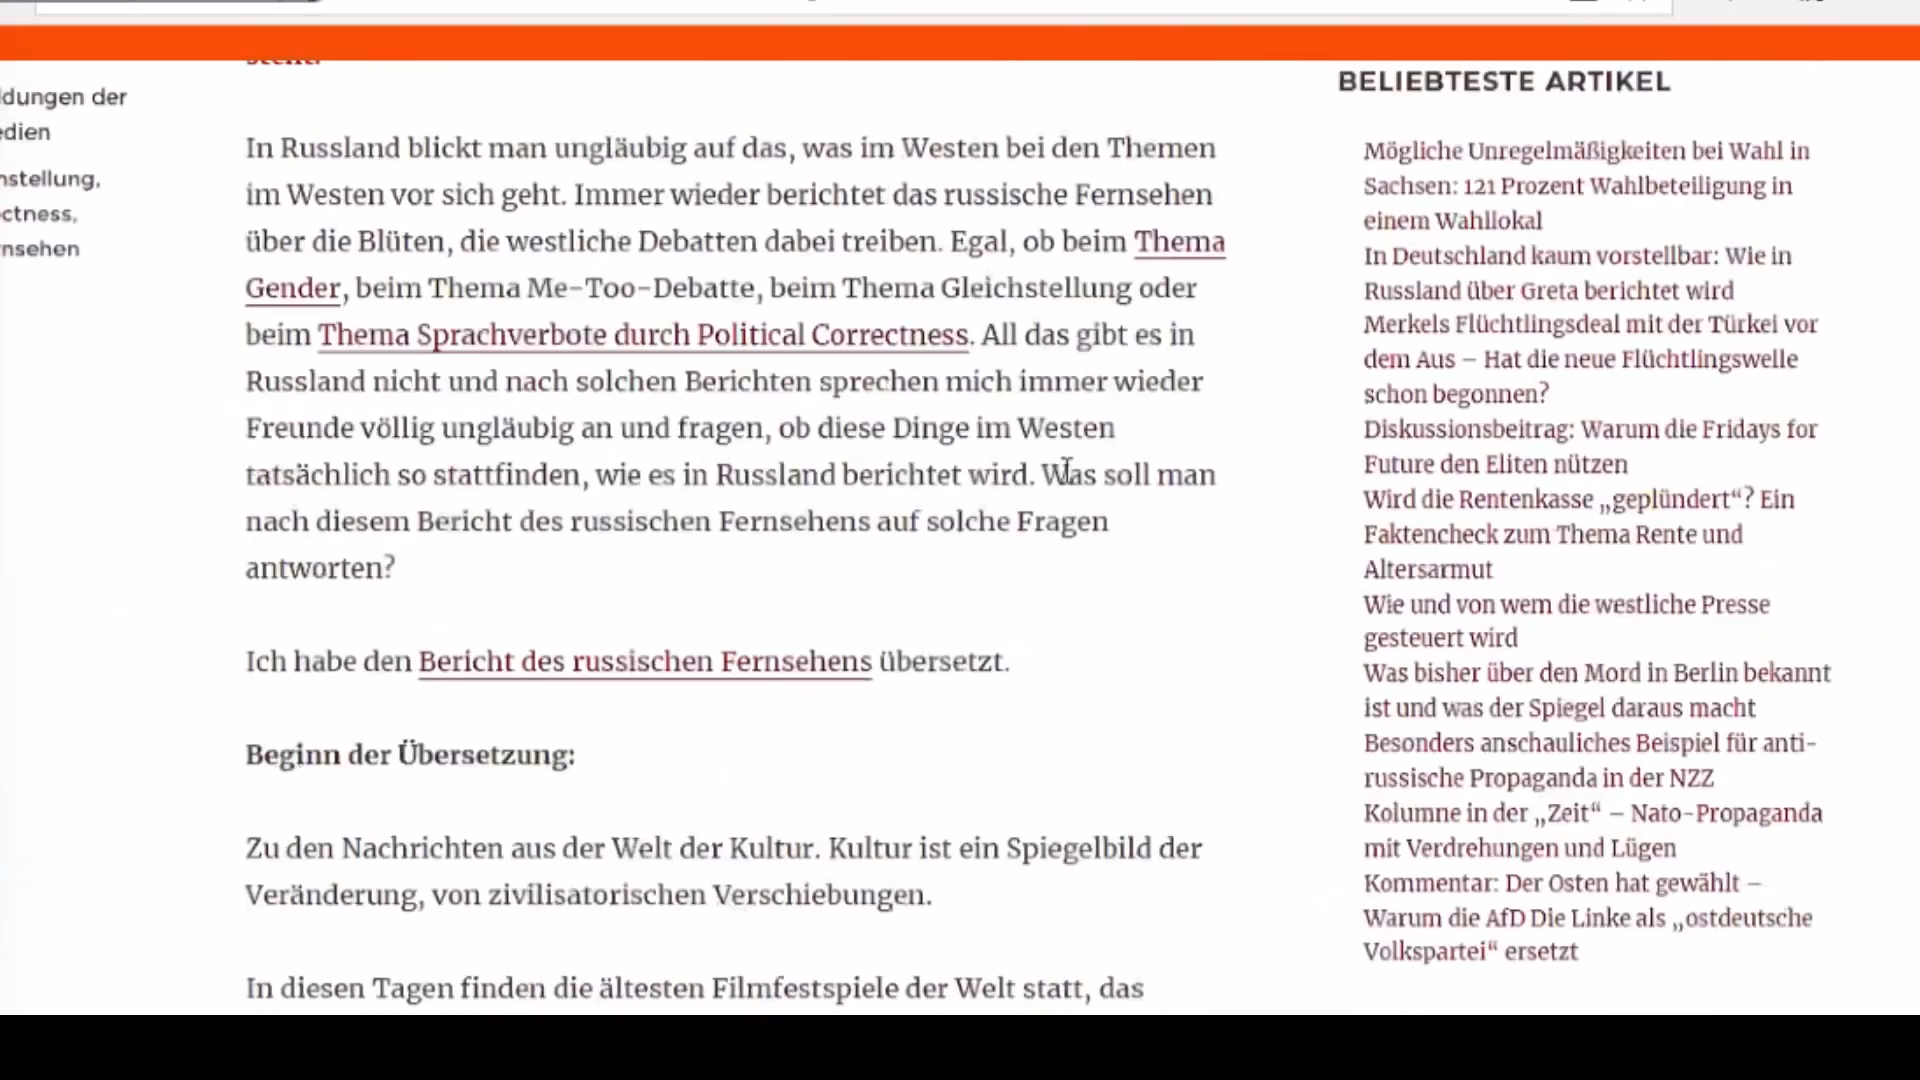 ldungen der
edien
nstellung,
ctness,
nsehen
In Russland blickt man ungläubig auf das, was im Westen bei den Themen
im Westen vor sich geht. Immer wieder berichtet das russische Fernsehen
über die Blüten, die westliche Debatten dabei treiben. Egal, ob beim Thema
Gender, beim Thema Me-Too-Debatte, beim Thema Gleichstellung oder
beim Thema Sprachverbote durch Political Correctness. All das gibt es in
Russland nicht und nach solchen Berichten sprechen mich immer wieder
Freunde völlig ungläubig an und fragen, ob diese Dinge im Westen
tatsächlich so stattfinden, wie es in Russland berichtet wird. Was soll man
nach diesem Bericht des russischen Fernsehens auf solche Fragen
antworten?
Ich habe den Bericht des russischen Fernsehens übersetzt.
Beginn der Übersetzung:
Zu den Nachrichten aus der Welt der Kultur. Kultur ist ein Spiegelbild der
Veränderung, von zivilisatorischen Verschiebungen.
In diesen Tagen finden die ältesten Filmfestspiele der Welt statt, das
BELIEBTESTE ARTIKEL
Mögliche Unregelmäßigkeiten bei Wahl in
Sachsen: 121 Prozent Wahlbeteiligung in
einem Wahllokal
In Deutschland kaum vorstellbar: Wie in
Russland über Greta berichtet wird
Merkels Flüchtlingsdeal mit der Türkei vor
dem Aus – Hat die neue Flüchtlingswelle
schon begonnen?
Diskussionsbeitrag: Warum die Fridays for
Future den Eliten nützen
Wird die Rentenkasse „geplündert“? Ein
Faktencheck zum Thema Rente und
Altersarmut
Wie und von wem die westliche Presse
gesteuert wird
Was bisher über den Mord in Berlin bekannt
ist und was der Spiegel daraus macht
Besonders anschauliches Beispiel für anti-
russische Propaganda in der NZZ
Kolumne in der „Zeit“ – Nato-Propaganda
mit Verdrehungen und Lügen
Kommentar: Der Osten hat gewählt –
Warum die AfD Die Linke als „ostdeutsche
Volkspartei“ ersetzt